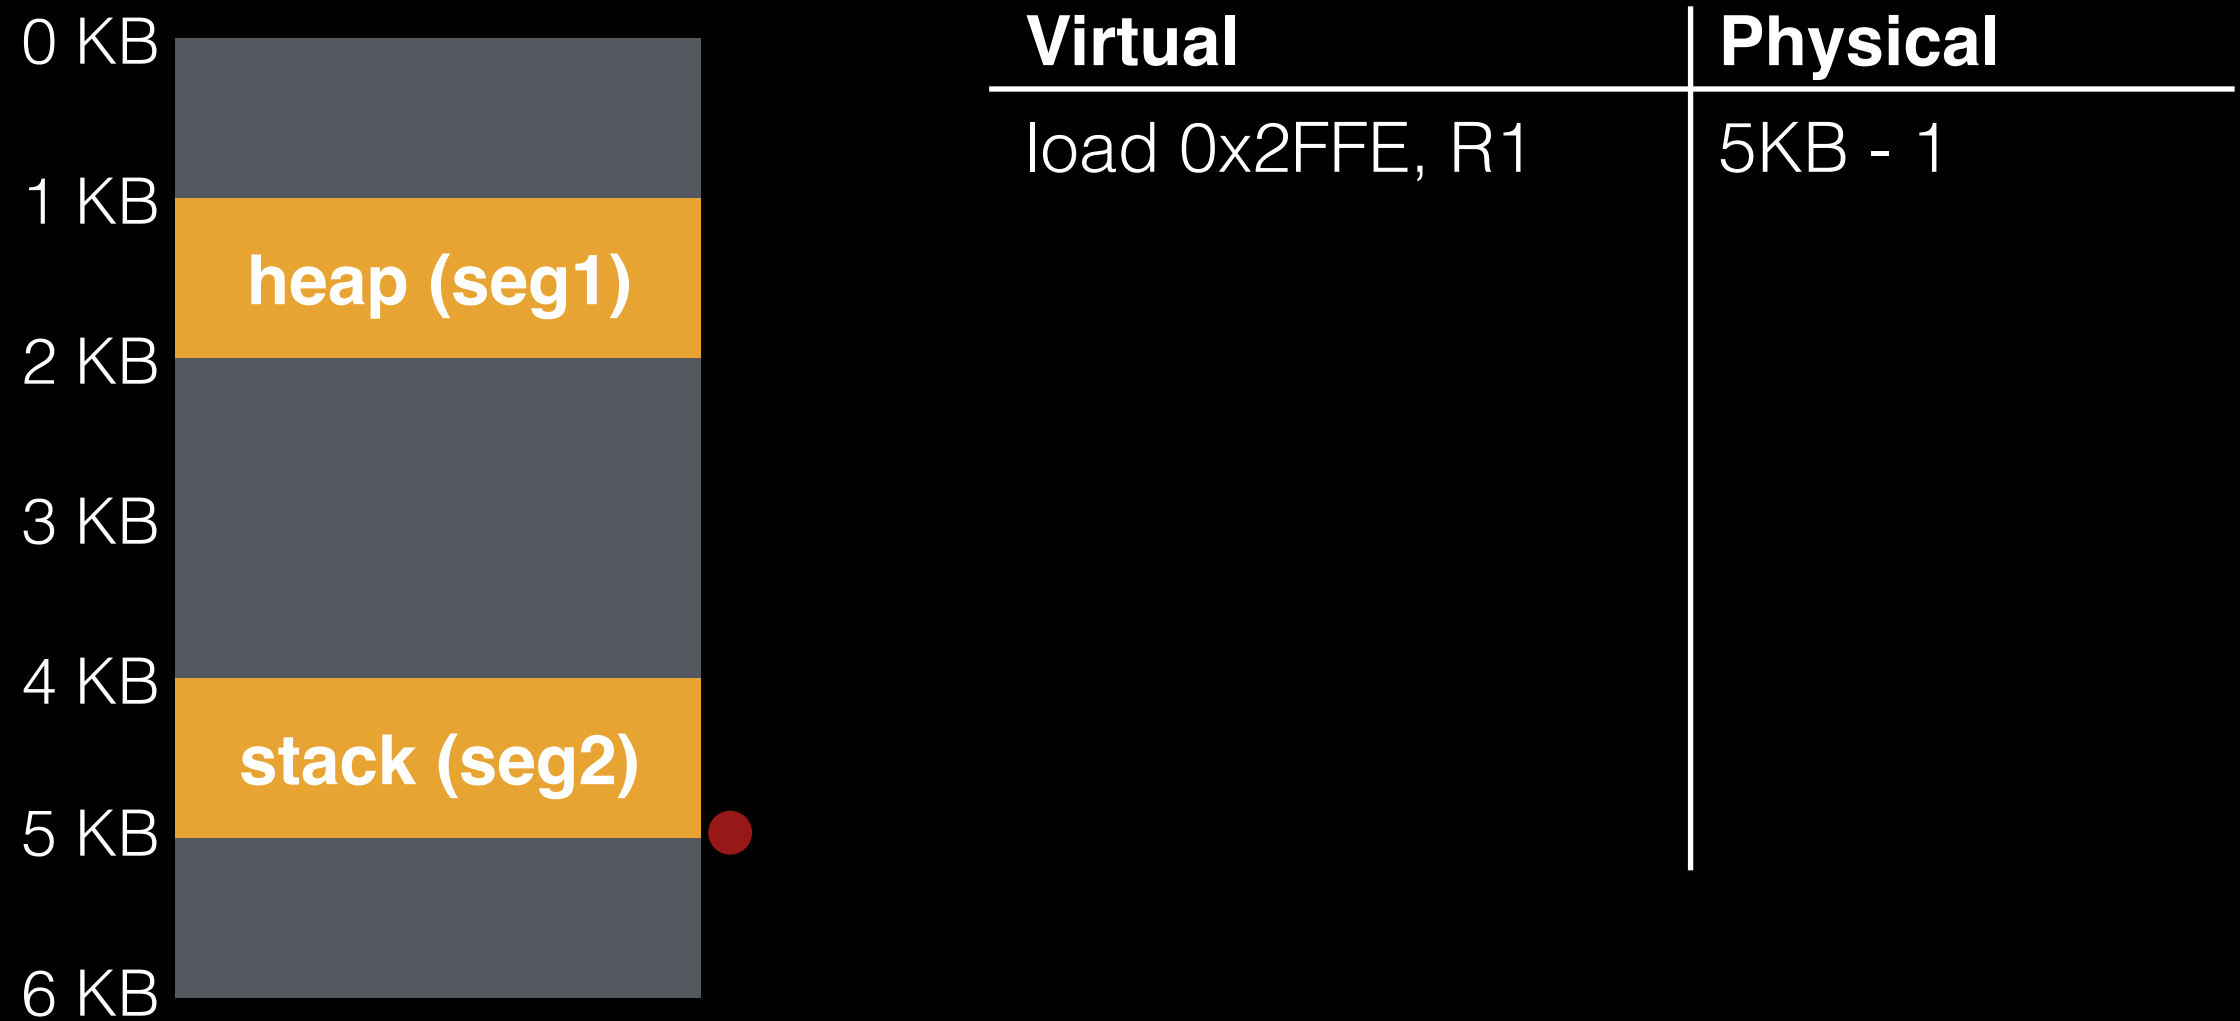 0 KB
1 KB
heap (seg1)
2 KB
3 KB
4 KB
stack (seg2)
5 KB
6 KB
Virtual Physical
load 0x2FFE, R1 5KB - 1